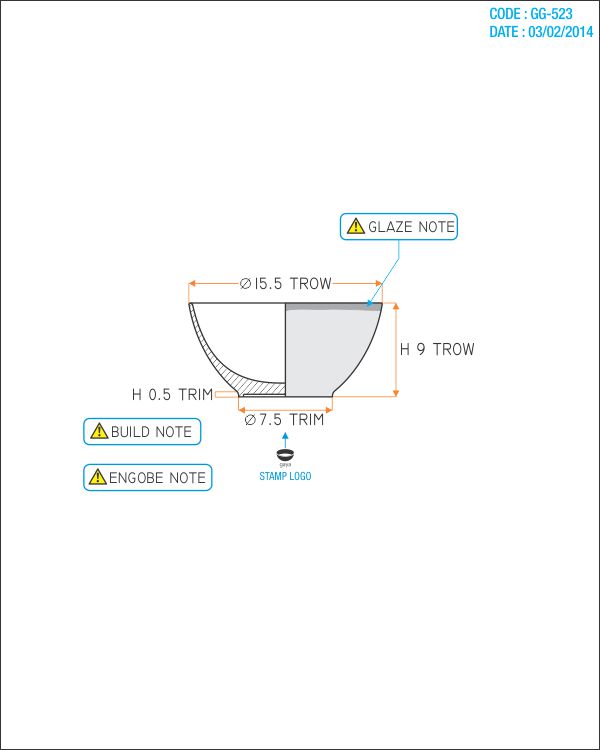 CODE : GG-523
DATE : 03/02/2014
GLAZE NOTE
Ø 15.5 TROW
H 9 TROW
H 0.5 TRIM
Ø 7.5 TRIM
BUILD NOTE
gaya
STAMP LOGO
ENGOBE NOTE